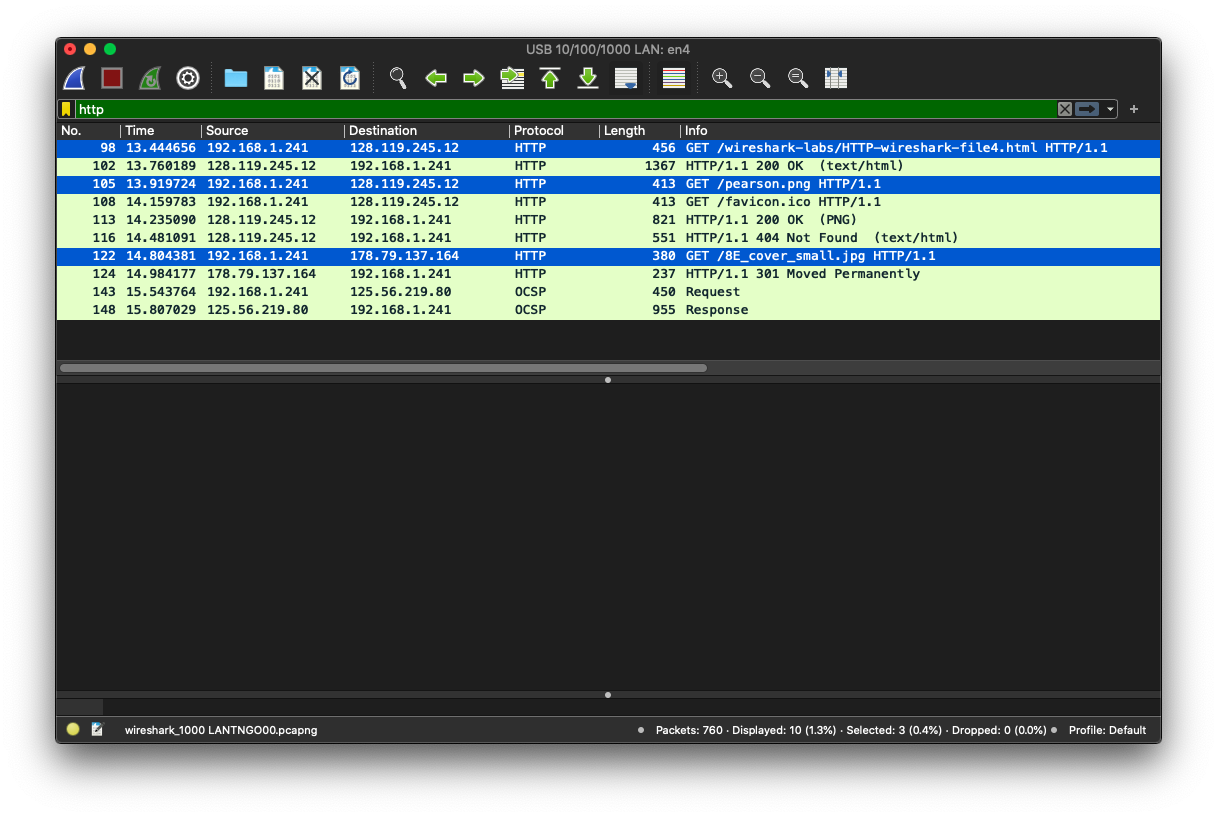 USB 10/100/1000 LAN: en4
http
No. Time Source Destination Protocol Length Info
98 13.444656 192.168.1.241 128.119.245.12 HTTP 456 GET /wireshark-labs/HTTP-wireshark-file4.html HTTP/1.1
102 13.760189 128.119.245.12 192.168.1.241 HTTP 1367 HTTP/1.1 200 OK (text/html)
105 13.919724 192.168.1.241 128.119.245.12 HTTP 413 GET /pearson.png HTTP/1.1
108 14.159783 192.168.1.241 128.119.245.12 HTTP 413 GET /favicon.ico HTTP/1.1
113 14.235090 128.119.245.12 192.168.1.241 HTTP 821 HTTP/1.1 200 OK (PNG)
116 14.481091 128.119.245.12 192.168.1.241 HTTP 551 HTTP/1.1 404 Not Found (text/html)
122 14.804381 192.168.1.241 178.79.137.164 HTTP 380 GET /8E_cover_small.jpg HTTP/1.1
124 14.984177 178.79.137.164 192.168.1.241 HTTP 237 HTTP/1.1 301 Moved Permanently
143 15.543764 192.168.1.241 125.56.219.80 OCSP 450 Request
148 15.807029 125.56.219.80 192.168.1.241 OCSP 955 Response
wireshark_1000 LANTNGO00.pcapng Packets: 760 · Displayed: 10 (1.3%) · Selected: 3 (0.4%) · Dropped: 0 (0.0%) Profile: Default